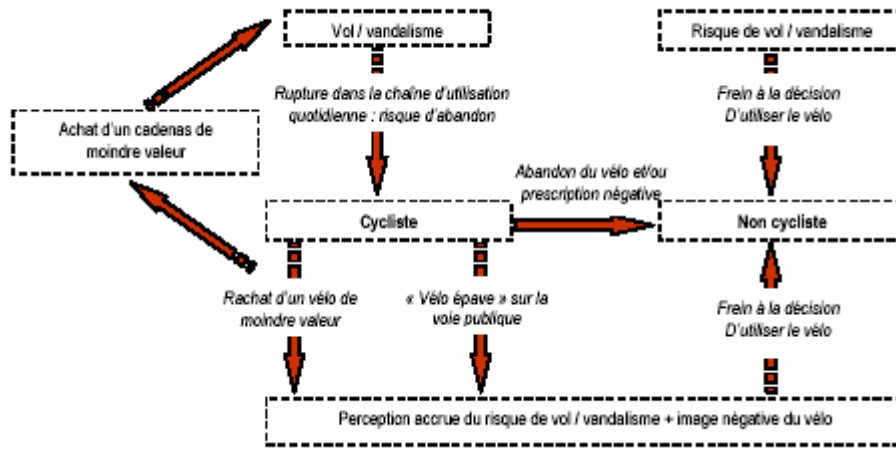 Vol / vandalisme
Risque de vol / vandalisme
Rupture dans la chaîne d'utilisation
quotidienne : risque d'abandon
Frein à la décision
D'utiliser le vélo
Achat d'un cadenas de
moindre valeur
Abandon du vélo et/ou
prescription négative
Cycliste
Non cycliste
Rachat d'un vélo de
moindre valeur
« Vélo épave » sur la
voie publique
Frein à la décision
D'utiliser le vélo
Perception accrue du risque de vol / vandalisme + image négative du vélo